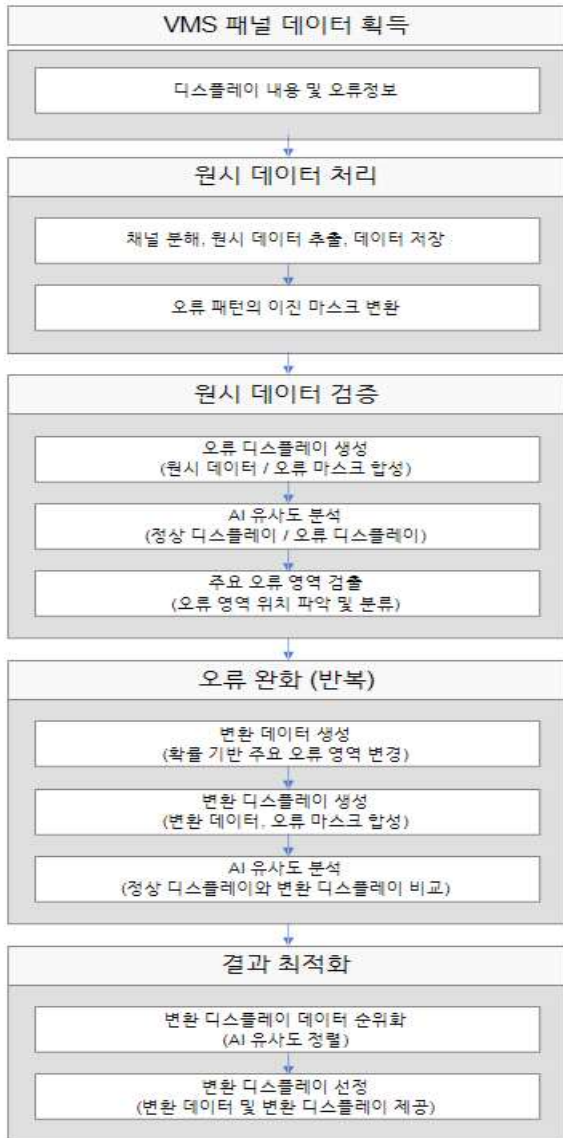 VMS 패널 데이터 획득
디스플레이 내용 및 오류정보
원시 데이터 처리
채널 분해, 원시 데이터 추출, 데이터 저장
오류 패턴의 이진 마스크 변환
원시 데이터 검증
오류 디스플레이 생성
(원시 데이터 / 오류 마스크 합성)
AI 유사도 분석
(정상 디스플레이 / 오류 디스플레이)
주요 오류 영역 검출
(오류 영역 위치 파악 및 분류)
오류 완화 (반복)
변환 데이터 생성
(확률 기반 주요 오류 영역 변경)
변환 디스플레이 생성
(변환 데이터, 오류 마스크 합성)
AI 유사도 분석
(정상 디스플레이와 변환 디스플레이 비교)
결과 최적화
변환 디스플레이 데이터 순위화
(AI 유사도 정렬)
변환 디스플레이 선정
(변환 데이터 및 변환 디스플레이 제공)